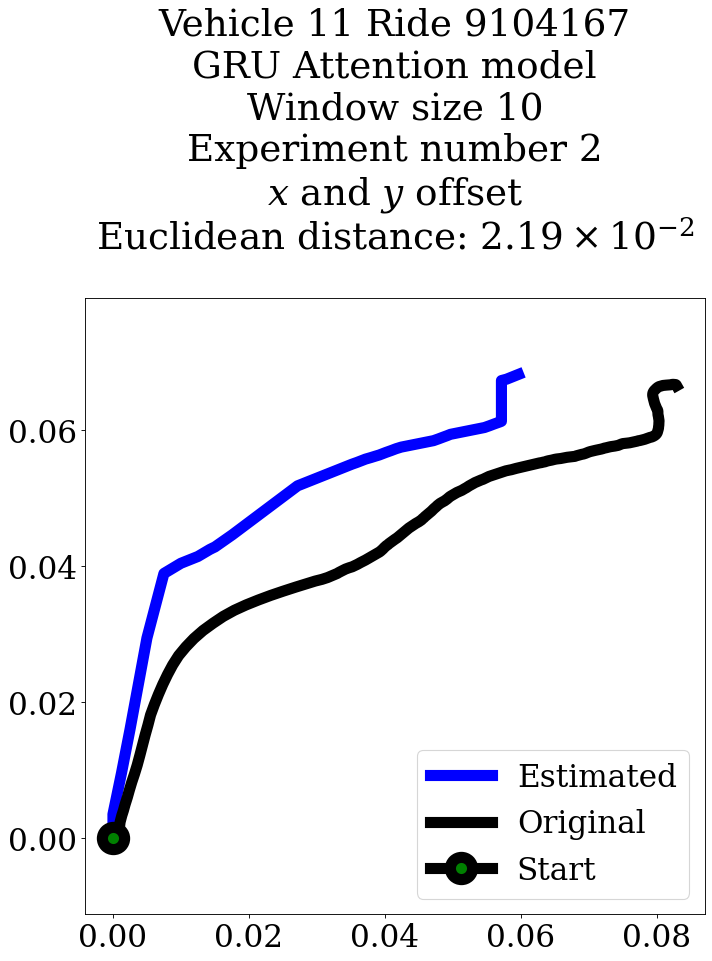 Vehicle 11 Ride 9104167
GRU Attention model
Window size 10
Experiment number 2
x and y offset
Euclidean distance: 2.19 × 10⁻²
0.06
0.04
0.02
0.00
Estimated
Original
Start
0.00 0.02 0.04 0.06 0.08